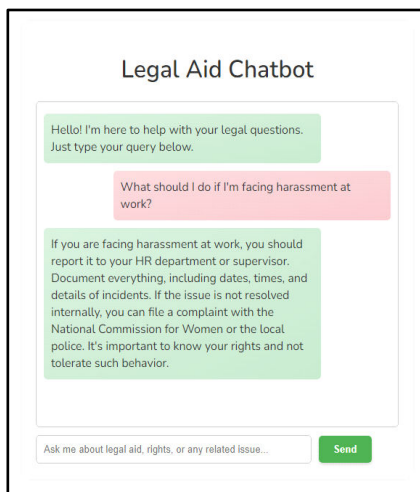 Legal Aid Chatbot
Hello! I'm here to help with your legal questions.
Just type your query below.
What should I do if I'm facing harassment at
work?
If you are facing harassment at work, you should
report it to your HR department or supervisor.
Document everything, including dates, times, and
details of incidents. If the issue is not resolved
internally, you can file a complaint with the
National Commission for Women or the local
police. It's important to know your rights and not
tolerate such behavior.
Ask me about legal aid, rights, or any related issue...
Send